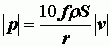 |p| = 10fρS/r |v|